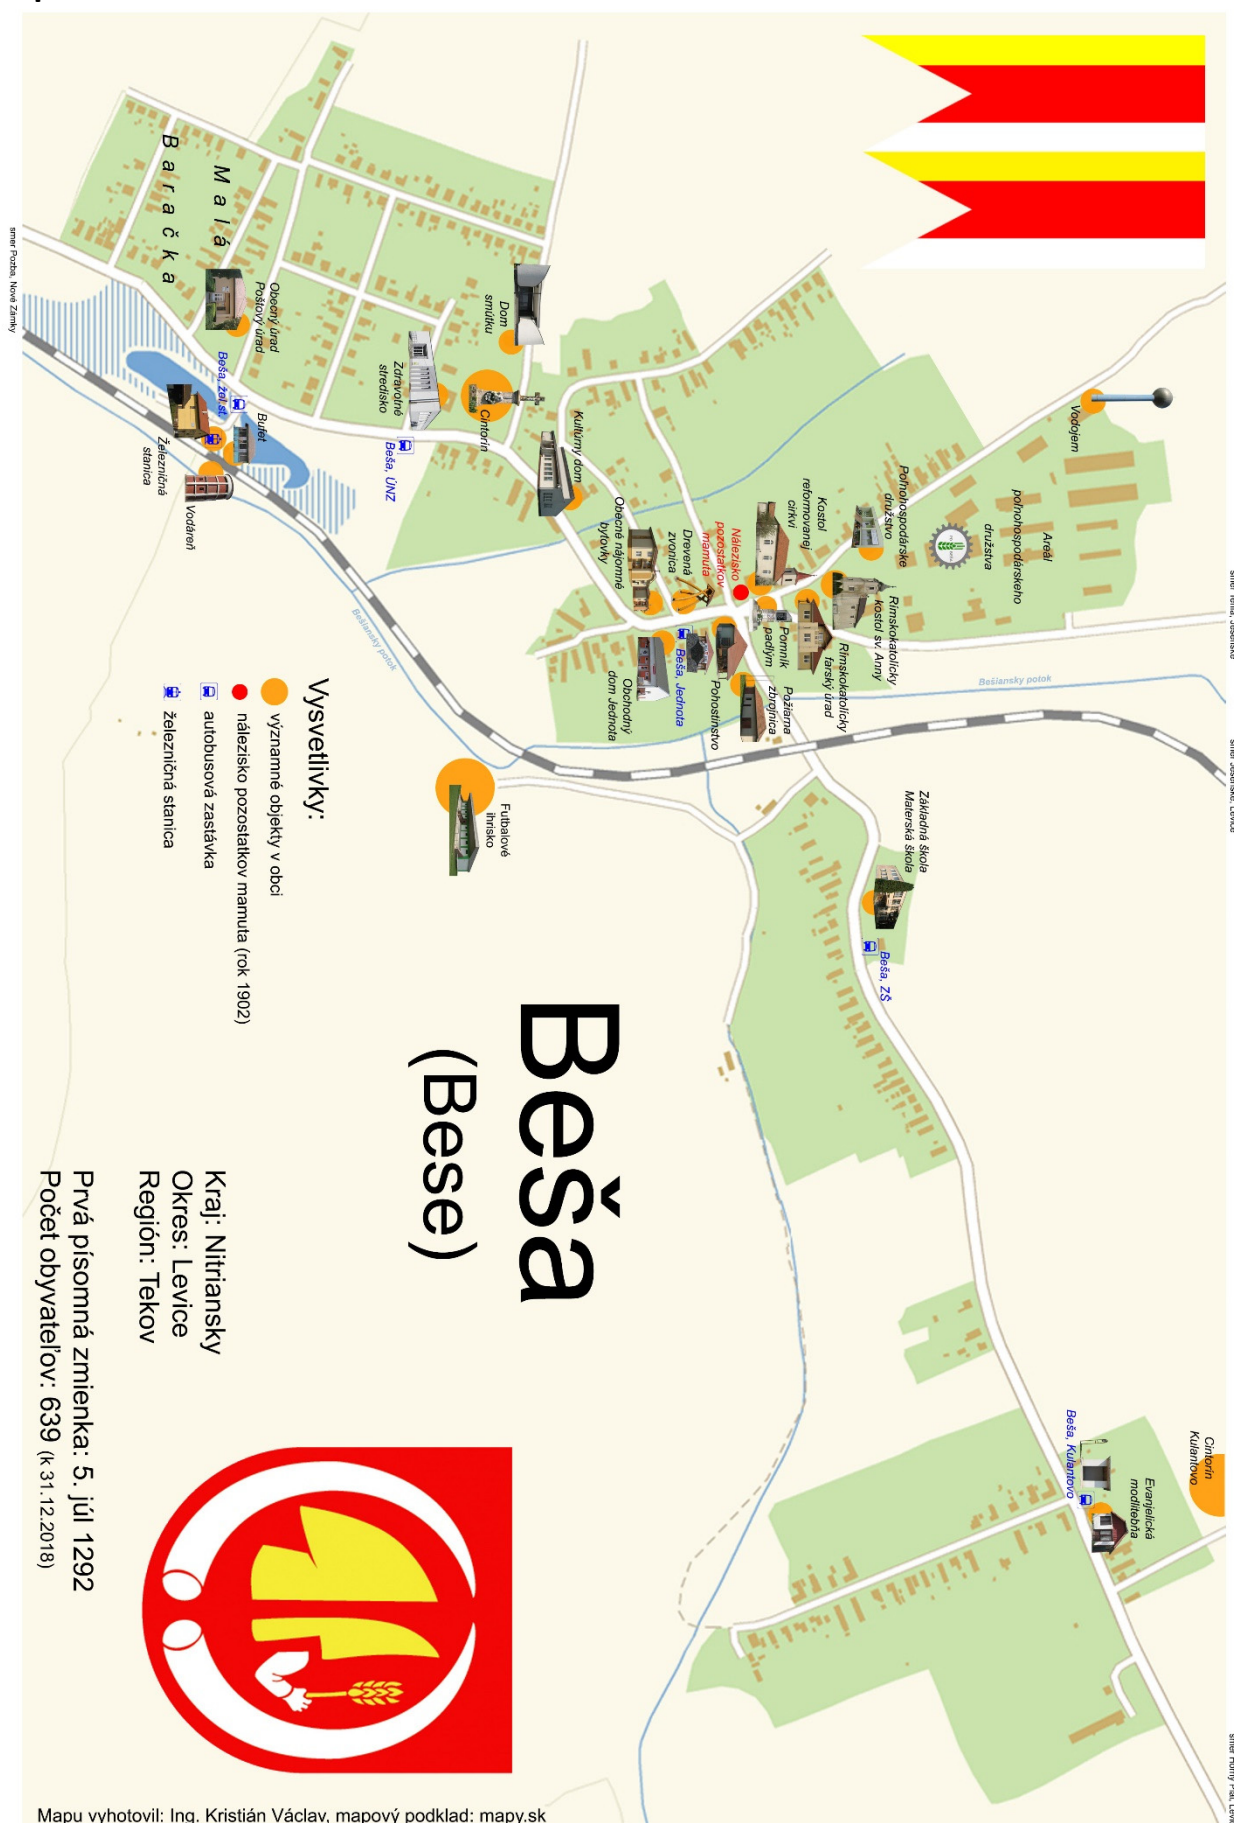 Beša
(Bese)
Kraj: Nitriansky
Okres: Levice
Región: Tekov
Prvá písomná zmienka: 5. júl 1292
Počet obyvateľov: 639 (k 31.12.2018)
Vysvetlivky:
významné objekty v obci
nálezisko pozostatkov mamuta (rok 1902)
autobusová zastávka
železničná stanica
Malá
Baračka
Obecný úrad
Poštový úrad
Beša, žel.st.
Bufet
Železničná
stanica
Vodáreň
Zdravotné
stredisko
Beša, ÚNZ
Dom
smútku
Cintorín
Kultúrny dom
Obecné nájomné
bytovky
Drevená
zvonica
Nálezisko
pozostatkov
mamuta
Kostol
reformovanej
cirkvi
Poľnohospodárske
družstvo
Areál
poľnohospodárskeho
družstva
Vodojem
Rímskokatolícky
kostol sv. Anny
Rímskokatolícky
farský úrad
Pomník
padlým
Požiarna
zbrojnica
Pohostinstvo
Beša, Jednota
Obchodný
dom Jednota
Bešiansky potok
Bešiansky potok
Futbalové
ihrisko
Základná škola
Materská škola
Beša, ZŠ
Beša, Kulantovo
Cintorín
Kulantovo
Evanjelická
modlitebňa
smer Pozba, Nové Zámky
Mapu vyhotovil: Ing. Kristián Václav, mapový podklad: mapy.sk